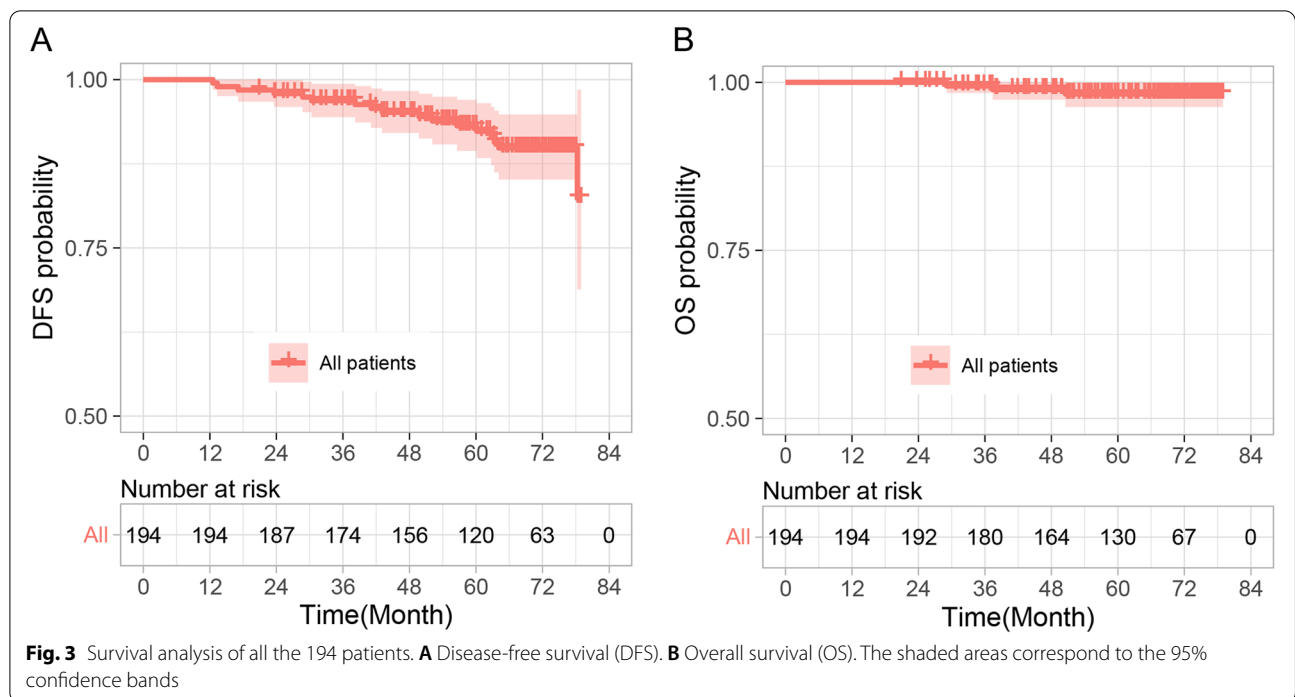 A
DFS probability
1.00
0.75
0.50
All patients
0 12 24 36 48 60 72 84
Number at risk
All 194 194 187 174 156 120 63 0
0 12 24 36 48 60 72 84
Time(Month)
B
OS probability
1.00
0.75
0.50
All patients
0 12 24 36 48 60 72 84
Number at risk
All 194 194 192 180 164 130 67 0
0 12 24 36 48 60 72 84
Time(Month)
Fig. 3 Survival analysis of all the 194 patients. A Disease-free survival (DFS). B Overall survival (OS). The shaded areas correspond to the 95%
confidence bands